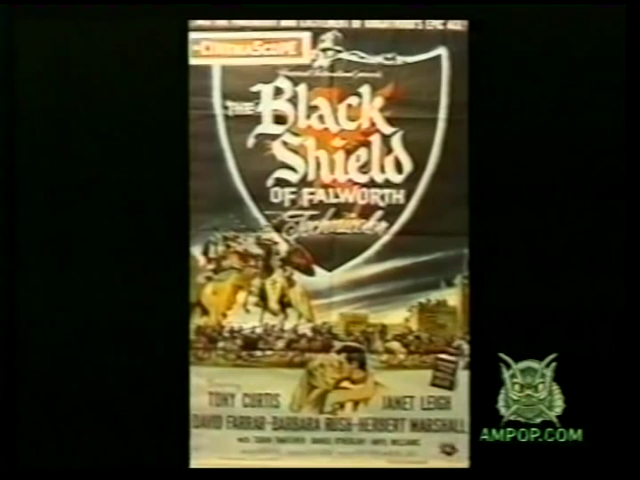 IN CINEMASCOPE
THE Black
Shield
OF FALWORTH
Technicolor
TONY CURTIS JANET LEIGH
DAVID FARRAR · BARBARA RUSH · HERBERT MARSHALL
AMPOP.COM